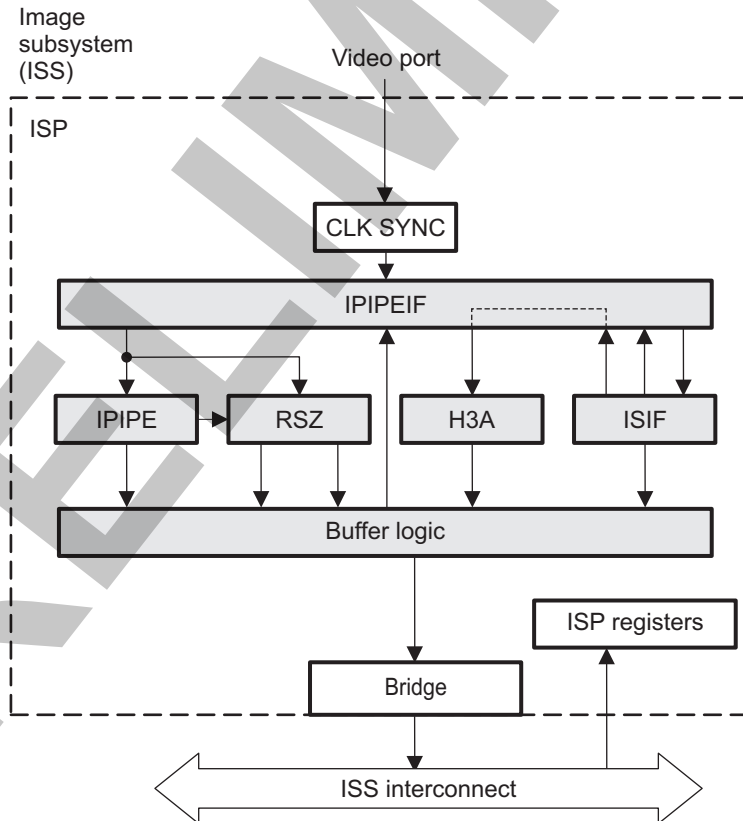 Image
subsystem
(ISS)
Video port
ISP
CLK SYNC
IPIPEIF
IPIPE
RSZ
H3A
ISIF
Buffer logic
ISP registers
Bridge
ISS interconnect